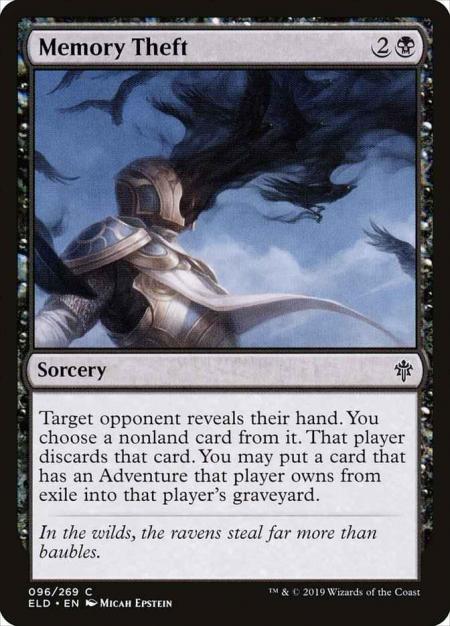 Memory Theft 2
Sorcery
Target opponent reveals their hand. You
choose a nonland card from it. That player
discards that card. You may put a card that
has an Adventure that player owns from
exile into that player's graveyard.
In the wilds, the ravens steal far more than
baubles.
096/269 C
ELD • EN Micah Epstein
™ & © 2019 Wizards of the Coast